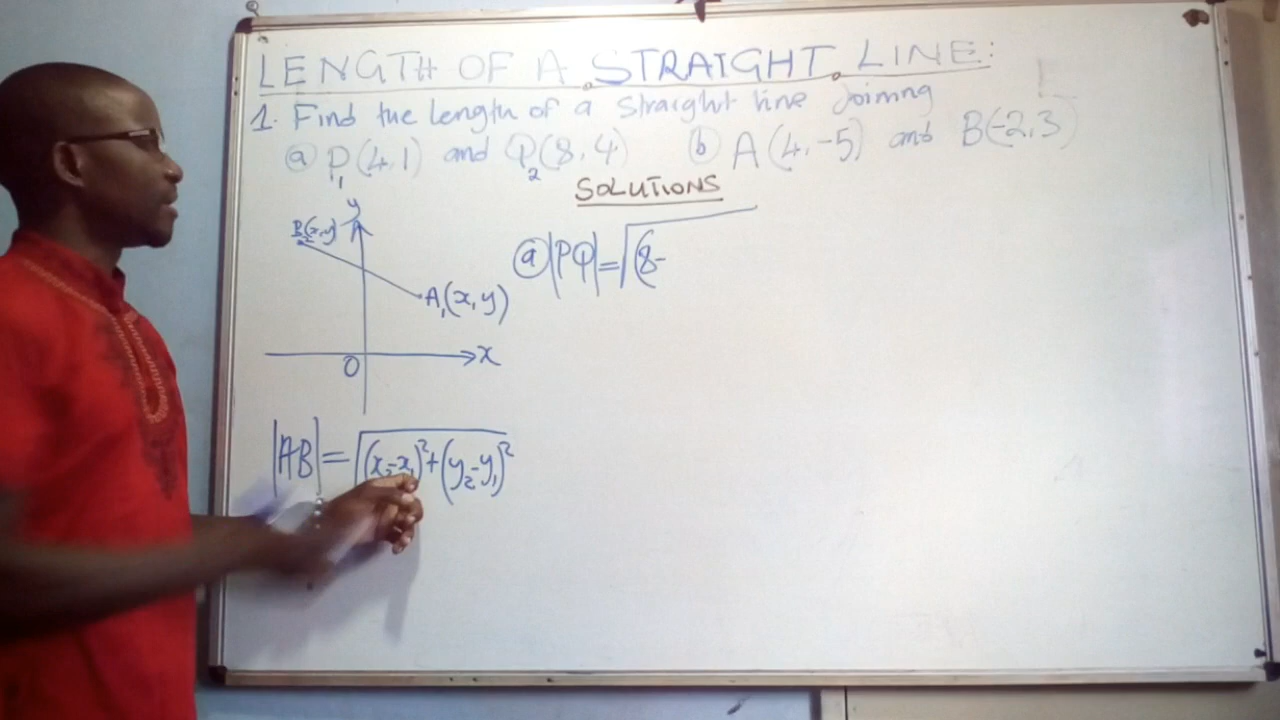 LENGTH OF A STRAIGHT LINE:
1. Find the length of a straight line Joining
ⓐ P₁(4,1) and Q₂(8,4) ⓑ A(4,-5) and B(-2,3)
SOLUTIONS
y
B₂(x,y)
ⓐ|PQ|=√(8-
A₁(x,y)
x
O
|AB|=√(x₂-x₁)²+(y₂-y₁)²